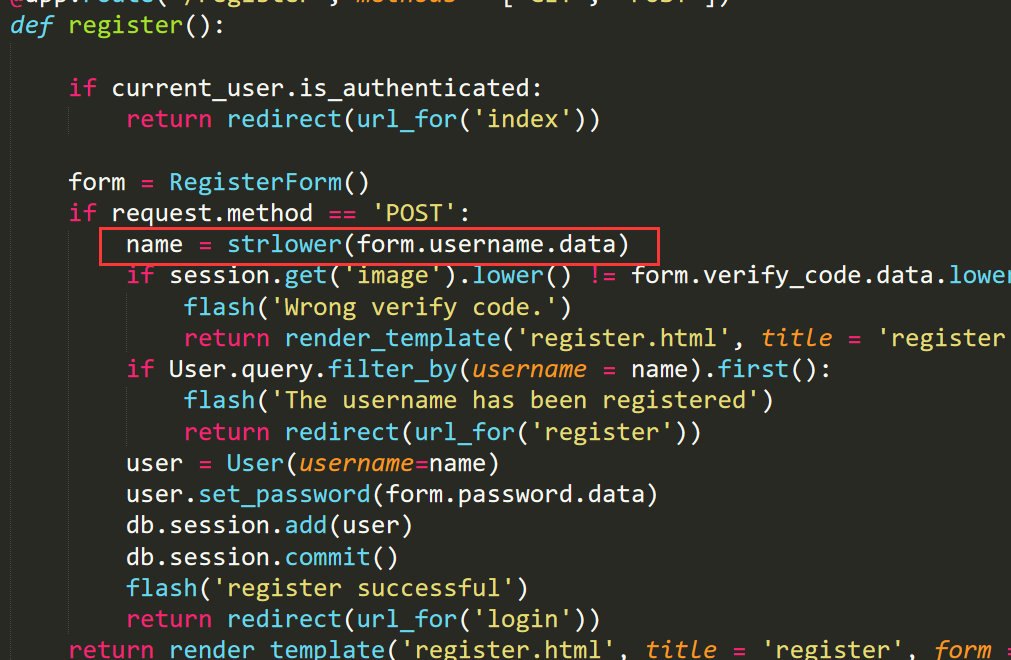 def register():
if current_user.is_authenticated:
return redirect(url_for('index'))
form = RegisterForm()
if request.method == 'POST':
name = strlower(form.username.data)
if session.get('image').lower() != form.verify_code.data.lower
flash('Wrong verify code.')
return render_template('register.html', title = 'register
if User.query.filter_by(username = name).first():
flash('The username has been registered')
return redirect(url_for('register'))
user = User(username=name)
user.set_password(form.password.data)
db.session.add(user)
db.session.commit()
flash('register successful')
return redirect(url_for('login'))
return render_template('register.html', title = 'register', form =